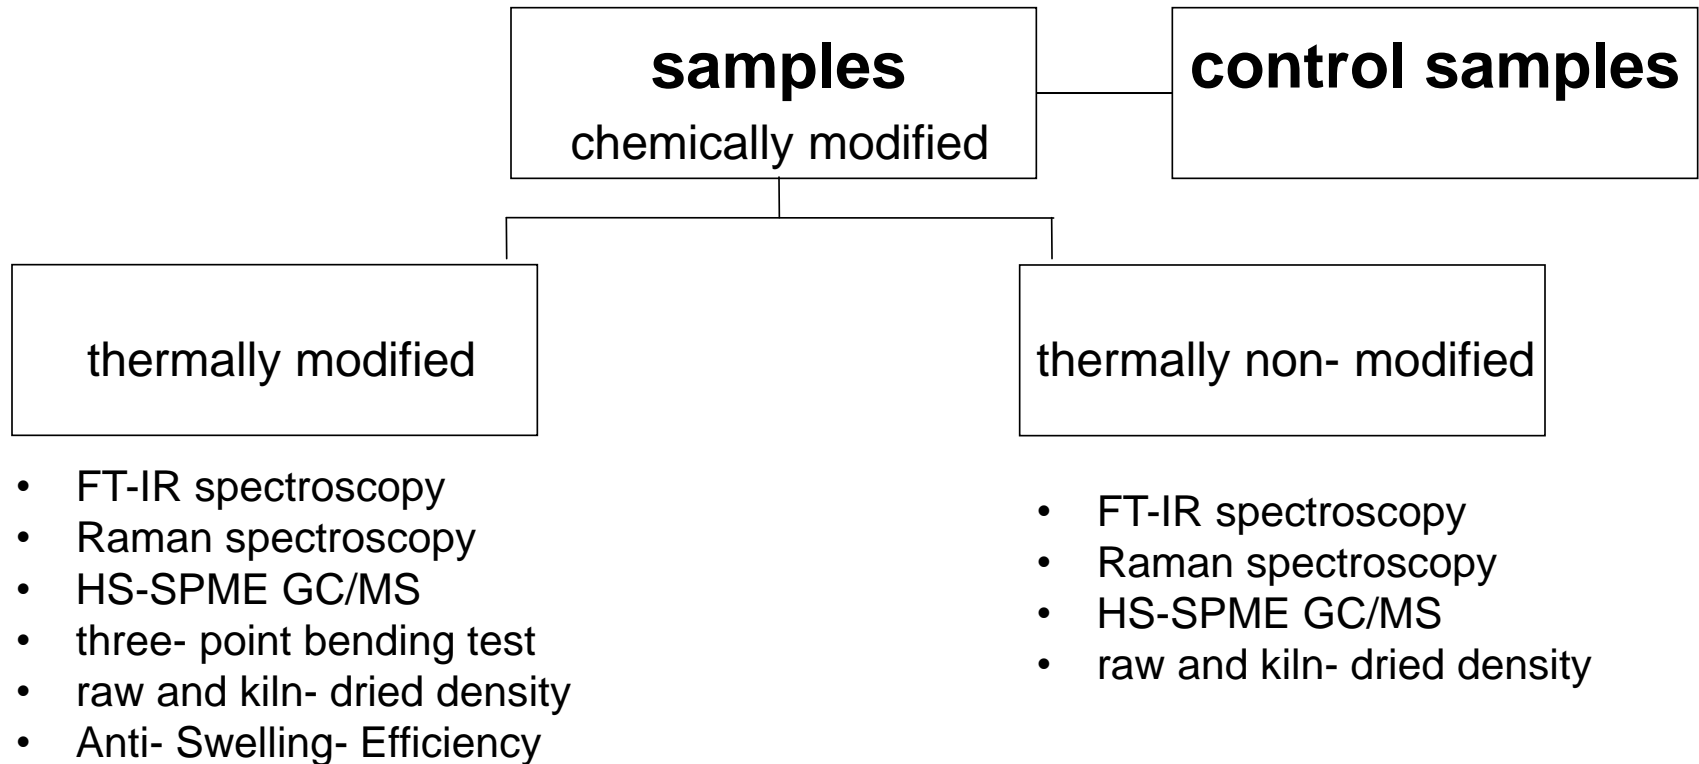 samples
chemically modified
control samples
thermally modified
thermally non- modified
• FT-IR spectroscopy
• Raman spectroscopy
• HS-SPME GC/MS
• three- point bending test
• raw and kiln- dried density
• Anti- Swelling- Efficiency
• FT-IR spectroscopy
• Raman spectroscopy
• HS-SPME GC/MS
• raw and kiln- dried density